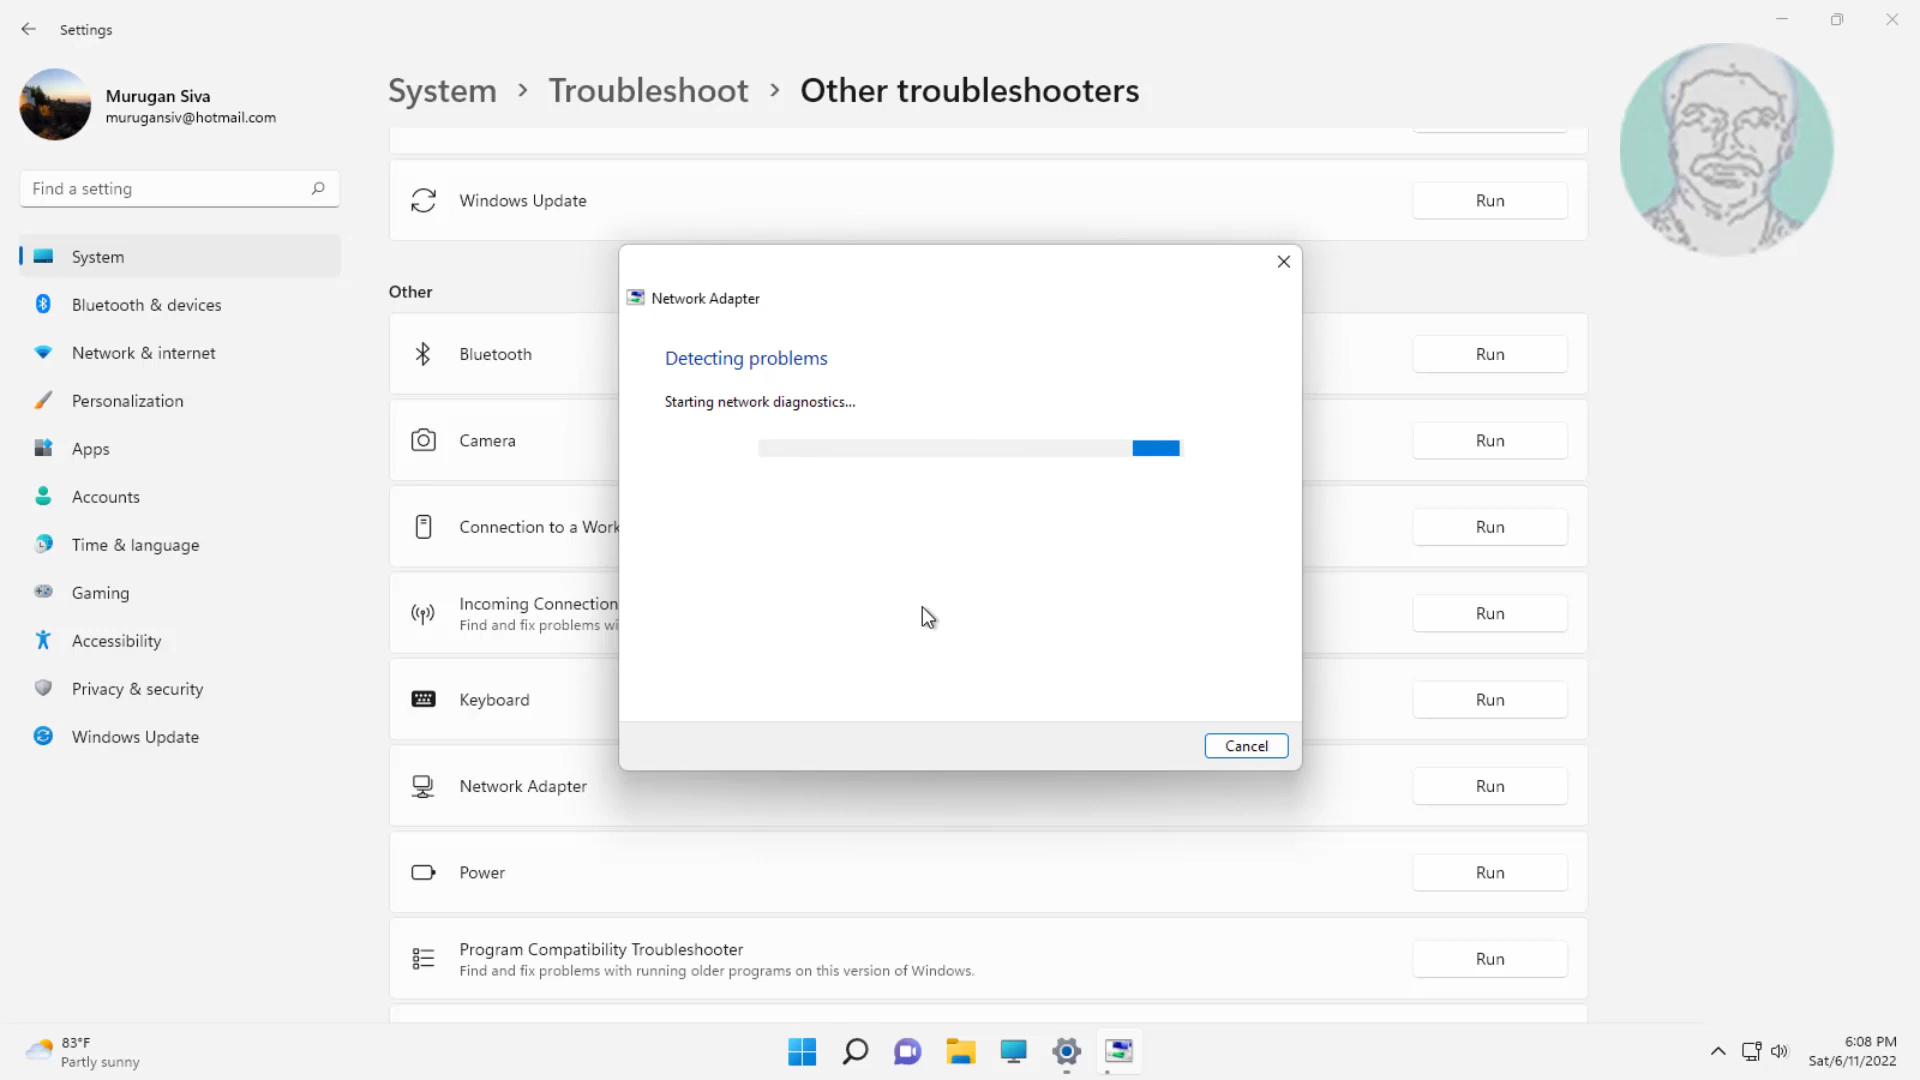 Settings
Murugan Siva
murugansiv@hotmail.com
Find a setting
System
Bluetooth & devices
Network & internet
Personalization
Apps
Accounts
Time & language
Gaming
Accessibility
Privacy & security
Windows Update
System > Troubleshoot > Other troubleshooters
Windows Update Run
Other
Bluetooth Run
Camera Run
Connection to a Work Run
Incoming Connection Run
Find and fix problems wi
Keyboard Run
Network Adapter Run
Power Run
Program Compatibility Troubleshooter Run
Find and fix problems with running older programs on this version of Windows.
Network Adapter
Detecting problems
Starting network diagnostics...
Cancel
83°F
Partly sunny
6:08 PM
Sat/6/11/2022